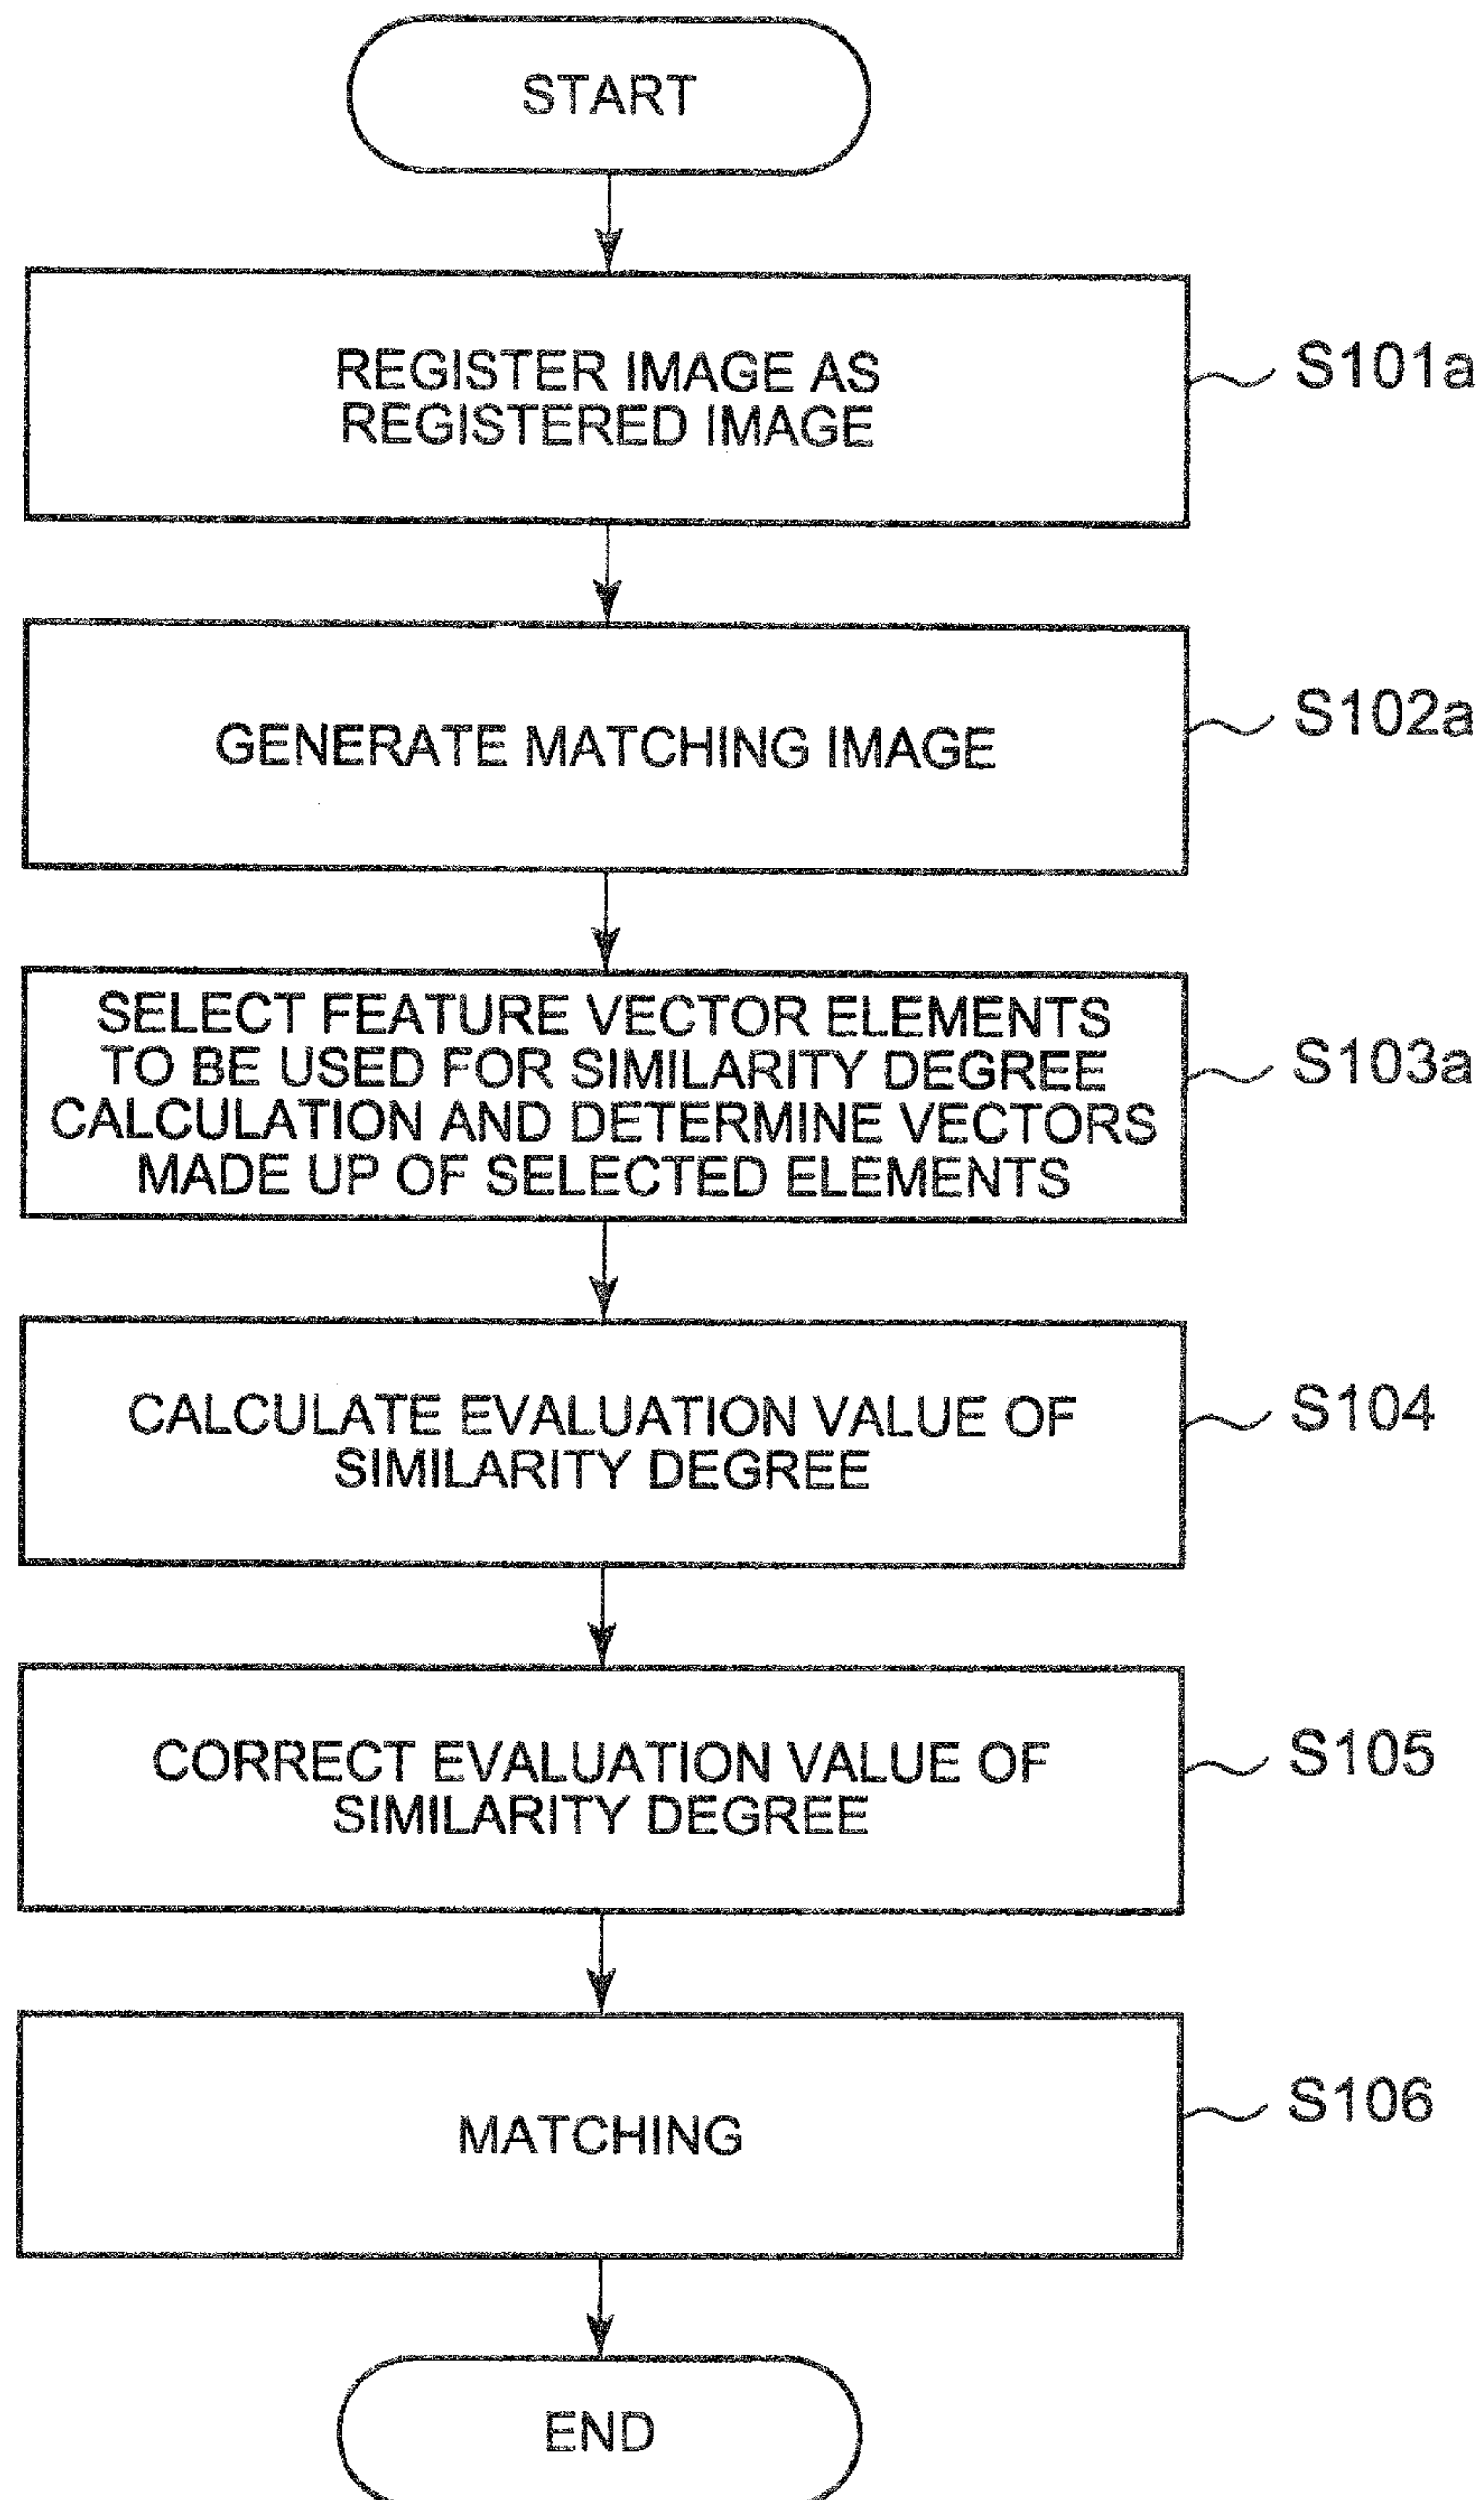 START
REGISTER IMAGE AS
REGISTERED IMAGE
S101a
GENERATE MATCHING IMAGE
S102a
SELECT FEATURE VECTOR ELEMENTS
TO BE USED FOR SIMILARITY DEGREE
CALCULATION AND DETERMINE VECTORS
MADE UP OF SELECTED ELEMENTS
S103a
CALCULATE EVALUATION VALUE OF
SIMILARITY DEGREE
S104
CORRECT EVALUATION VALUE OF
SIMILARITY DEGREE
S105
MATCHING
S106
END